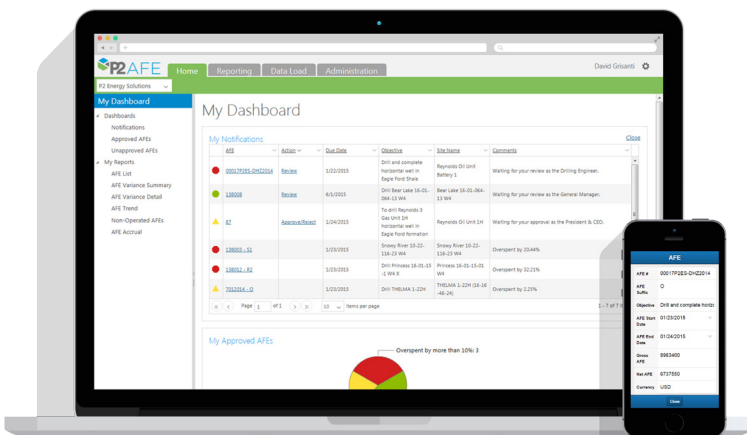 P2 AFE
Home
Reporting
Data Load
Administration
David Grisanti
P2 Energy Solutions
My Dashboard
Dashboards
Notifications
Approved AFEs
Unapproved AFEs
My Reports
AFE List
AFE Variance Summary
AFE Variance Detail
AFE Trend
Non-Operated AFEs
AFE Accrual
My Dashboard
My Notifications
Close
AFE Action Due Date Objective Site Name Comments
00017P2ES-DHZ2014 Review 1/22/2015 Drill and complete horizontal well in Eagle Ford Shale Reynolds Oil Unit Battery 1 Waiting for your review as the Drilling Engineer.
138008 Review 6/1/2015 Drill Bear Lake 16-01-064-13 W4 Bear Lake 16-01-064-13 W4 Waiting for your review as the General Manager.
87 Approve/Reject 1/24/2015 To drill Reynolds 3 Gas Unit 1H horizontal well in Eagle Ford formation Reynolds Oil Unit 1H Waiting for your approval as the President & CEO.
138003 - S1 1/23/2015 Snowy River 10-22-116-23 W4 Snowy River 10-22-116-23 W4 Overspent by 20.44%
138012 - R2 1/23/2015 Drill Princess 16-01-15-1 W4 X Princess 16-01-15-01 W4 Overspent by 32.21%
7012014 - O 1/23/2015 Drill THELMA 1-22H THELMA 1-22H (16-16-46-24) Overspent by 2.25%
Page 1 of 1 10 items per page
1 - 7 of 7
My Approved AFEs
Overspent by more than 10%: 3
AFE
AFE # 00017P2ES-DHZ2014
AFE Suffix O
Objective Drill and complete horizo
AFE Start Date 01/23/2015
AFE End Date 01/24/2015
Gross AFE 8983400
Net AFE 6737550
Currency USD
Close